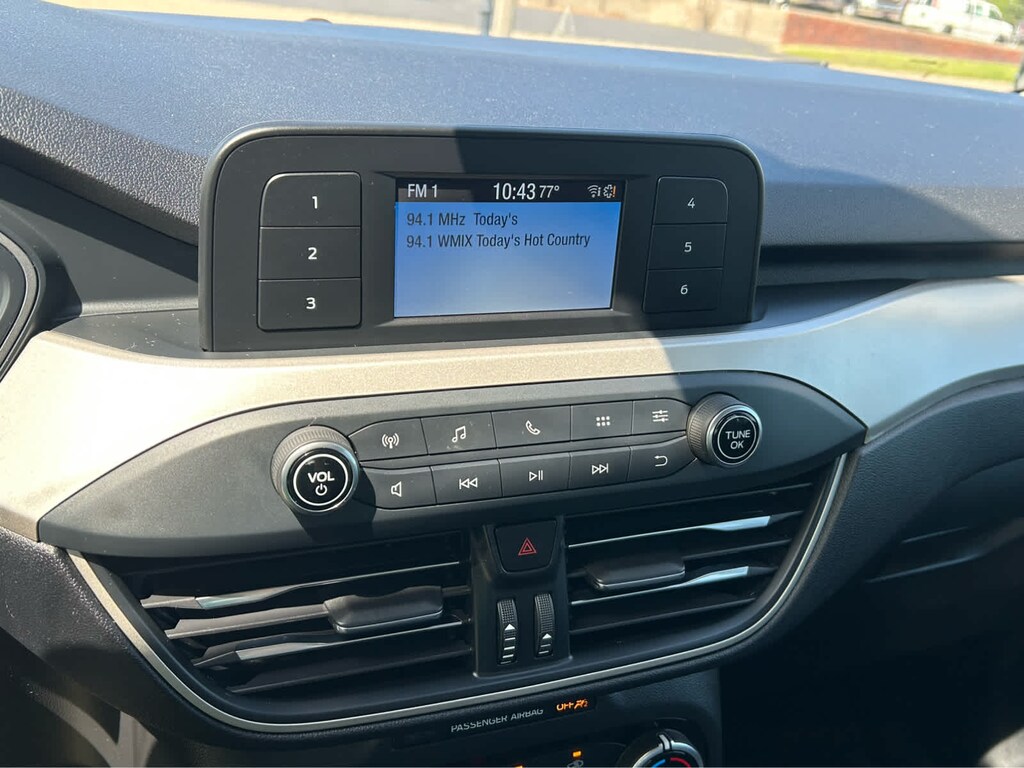 FM 1 10:43 77°
94.1 MHz Today's
94.1 WMIX Today's Hot Country
1
2
3
4
5
6
VOL
TUNE
OK
PASSENGER AIRBAG OFF